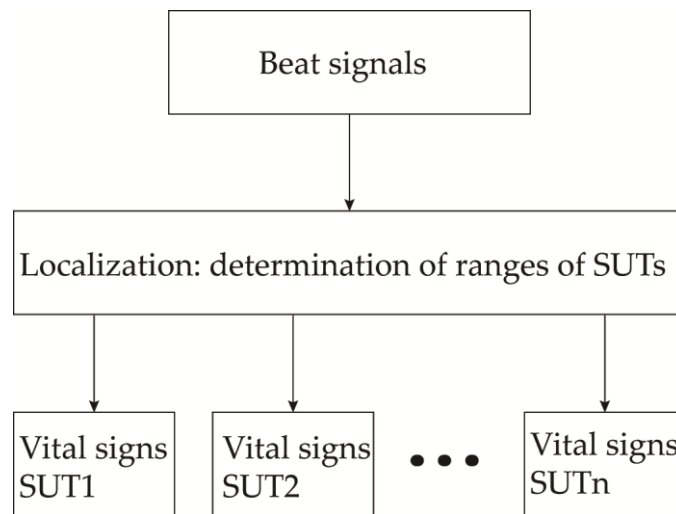 Beat signals
Localization: determination of ranges of SUTs
Vital signs
SUT1
Vital signs
SUT2
Vital signs
SUTn